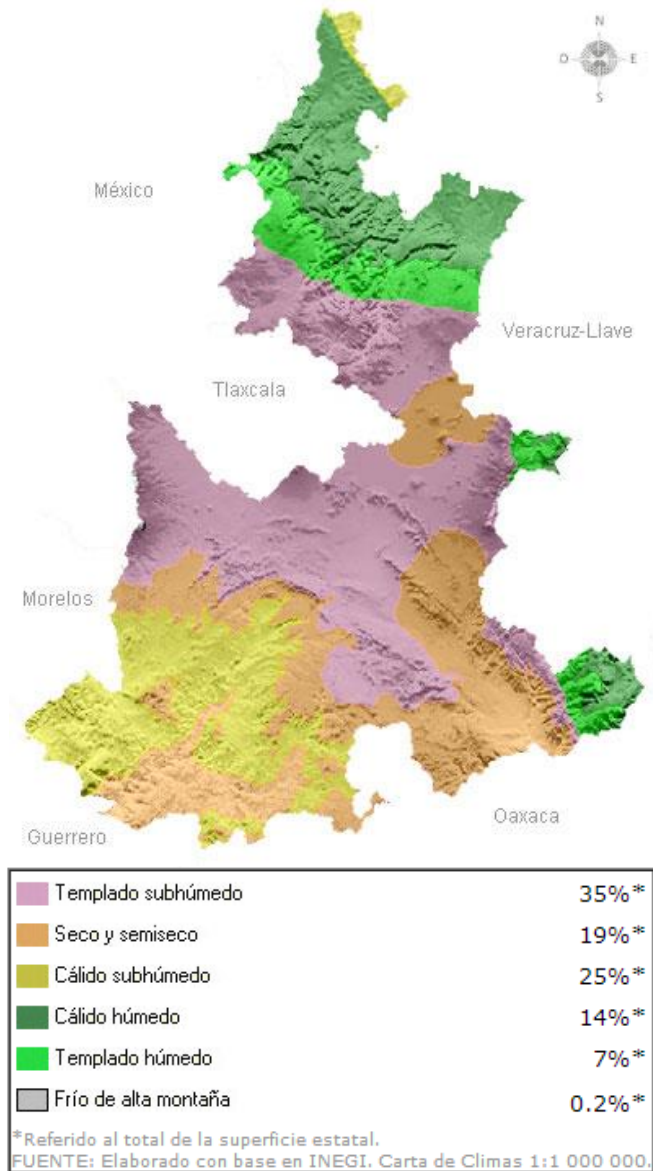 N
O E
S
México
Veracruz-Llave
Tlaxcala
Morelos
Oaxaca
Guerrero
Templado subhúmedo 35%*
Seco y semiseco 19%*
Cálido subhúmedo 25%*
Cálido húmedo 14%*
Templado húmedo 7%*
Frío de alta montaña 0.2%*
*Referido al total de la superficie estatal.
FUENTE: Elaborado con base en INEGI. Carta de Climas 1:1 000 000.